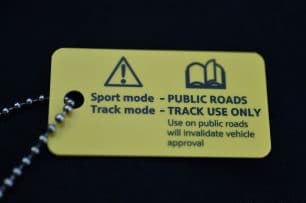 Sport mode – PUBLIC ROADS
Track mode – TRACK USE ONLY
Use on public roads
will invalidate vehicle
approval